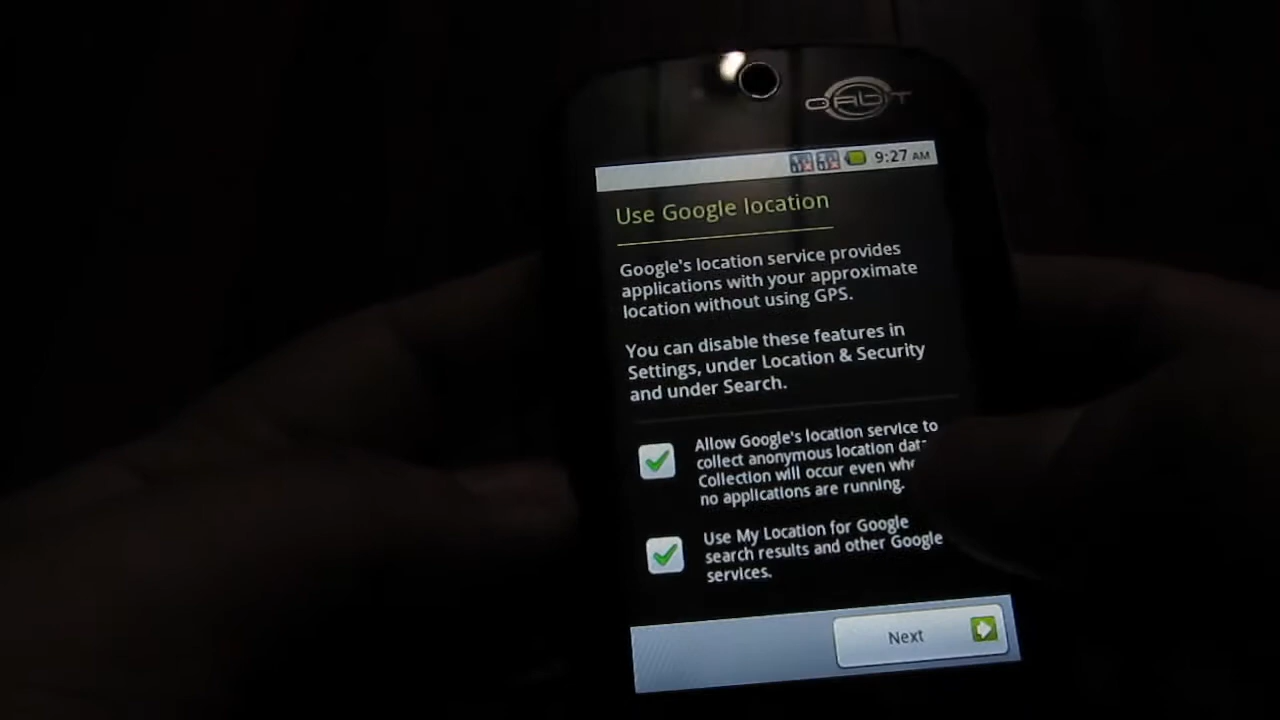 ORBIT
9:27 AM
Use Google location
Google's location service provides
applications with your approximate
location without using GPS.
You can disable these features in
Settings, under Location & Security
and under Search.
Allow Google's location service to
collect anonymous location
Collection will occur even
no applications are running.
Use My Location for Google
search results and other Google
services.
Next